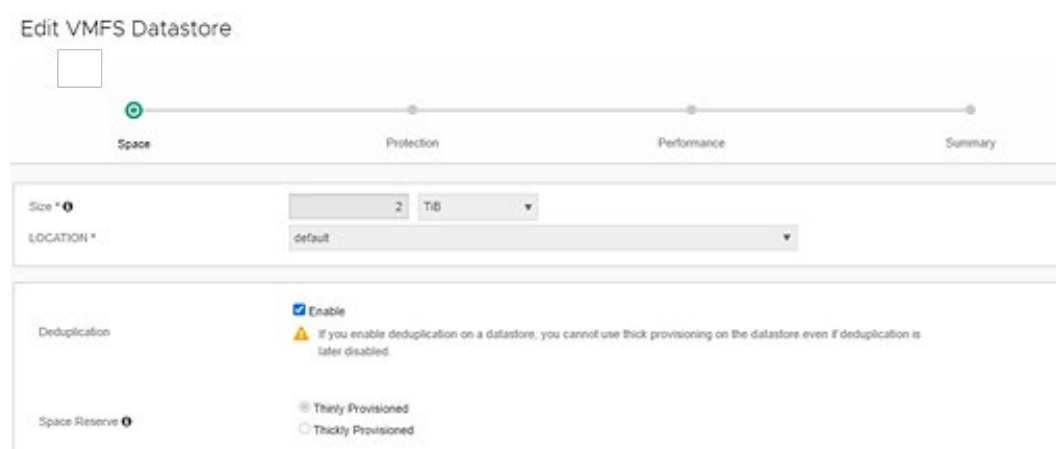 Edit VMFS Datastore
Space Protection Performance Summary
Size * 2 TiB
LOCATION * default
Enable
Deduplication
If you enable deduplication on a datastore, you cannot use thick provisioning on the datastore even if deduplication is
later disabled.
Thinly Provisioned
Space Reserve
Thickly Provisioned